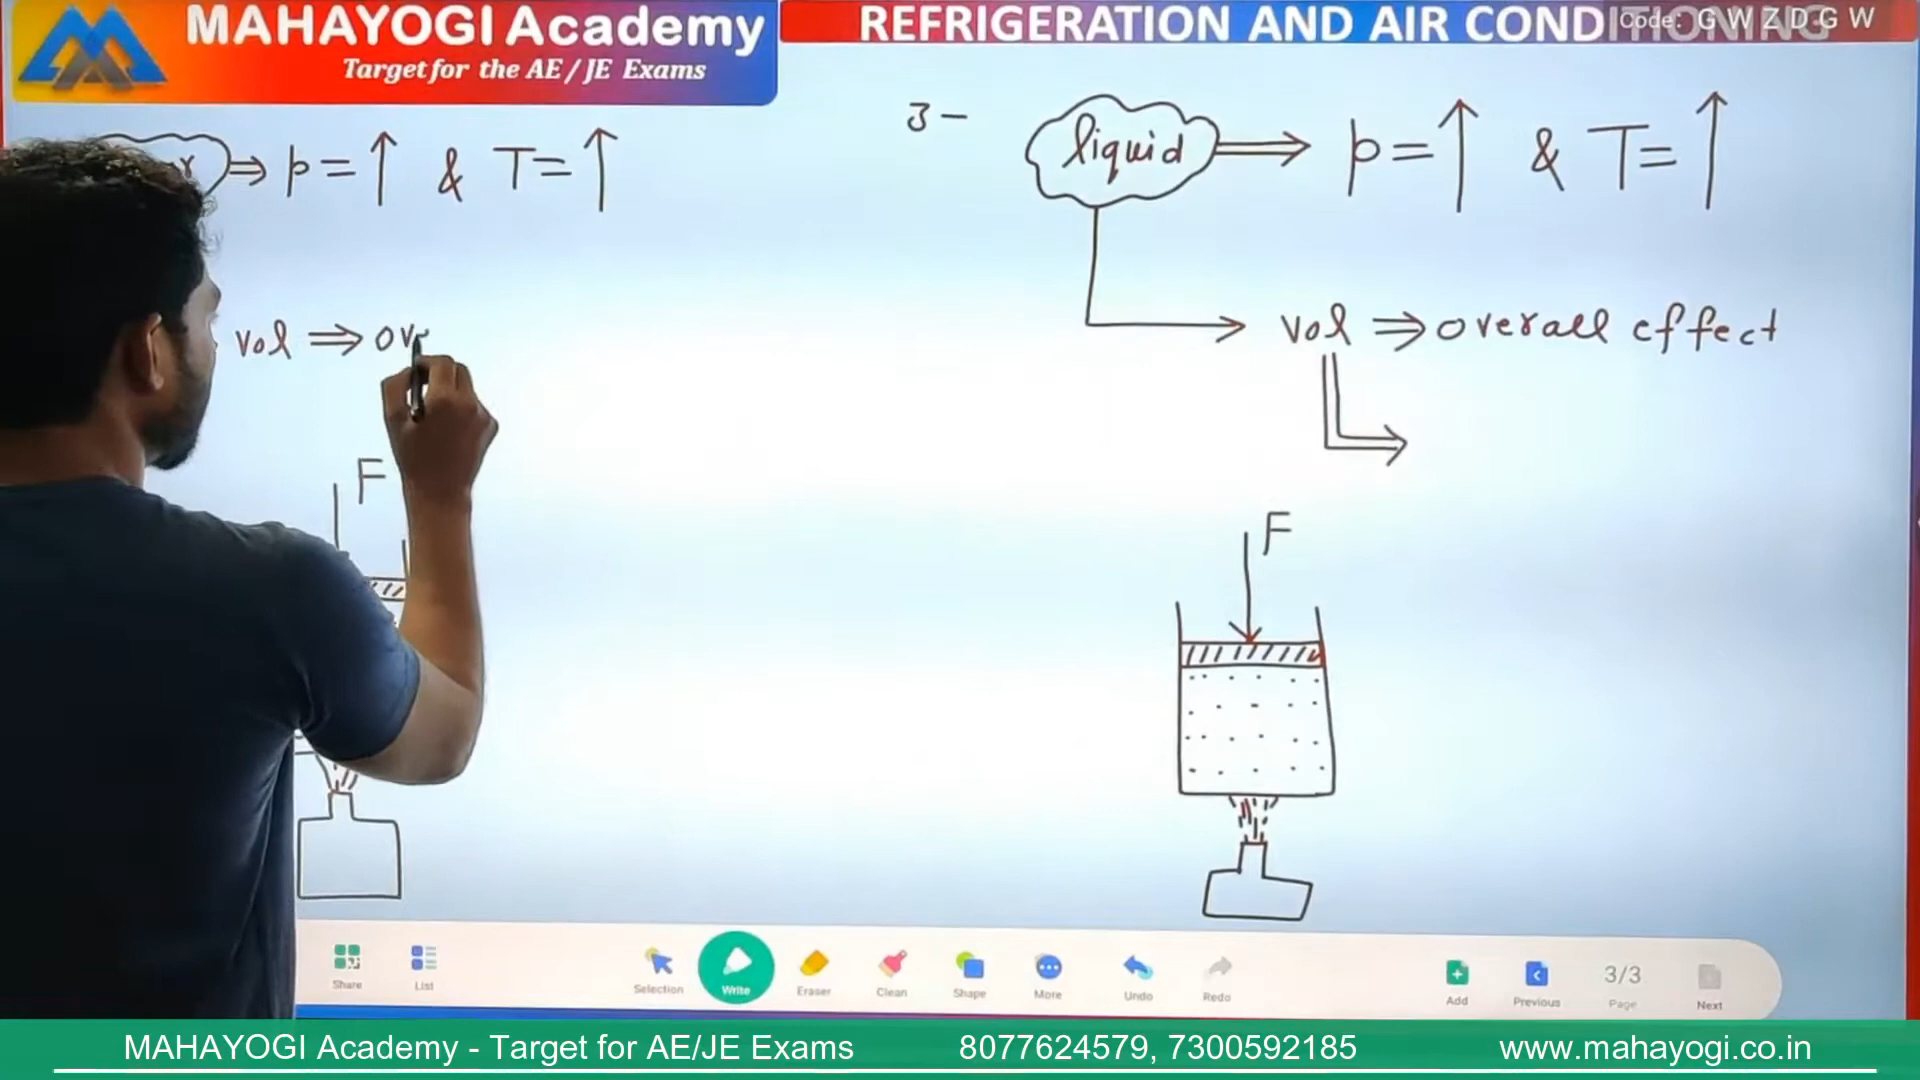 MAHAYOGI Academy
Target for the AE/JE Exams
REFRIGERATION AND AIR CONDITIONING
Code: G W Z D G W
⇒ p = ↑ & T = ↑
3 - liquid ⇒ p = ↑ & T = ↑
vol ⇒ ov
vol ⇒ overall effect
F
F
Share
List
Selection
Write
Eraser
Clean
Shape
More
Undo
Redo
Add
Previous
3/3
Page
Next
MAHAYOGI Academy - Target for AE/JE Exams 8077624579, 7300592185 www.mahayogi.co.in